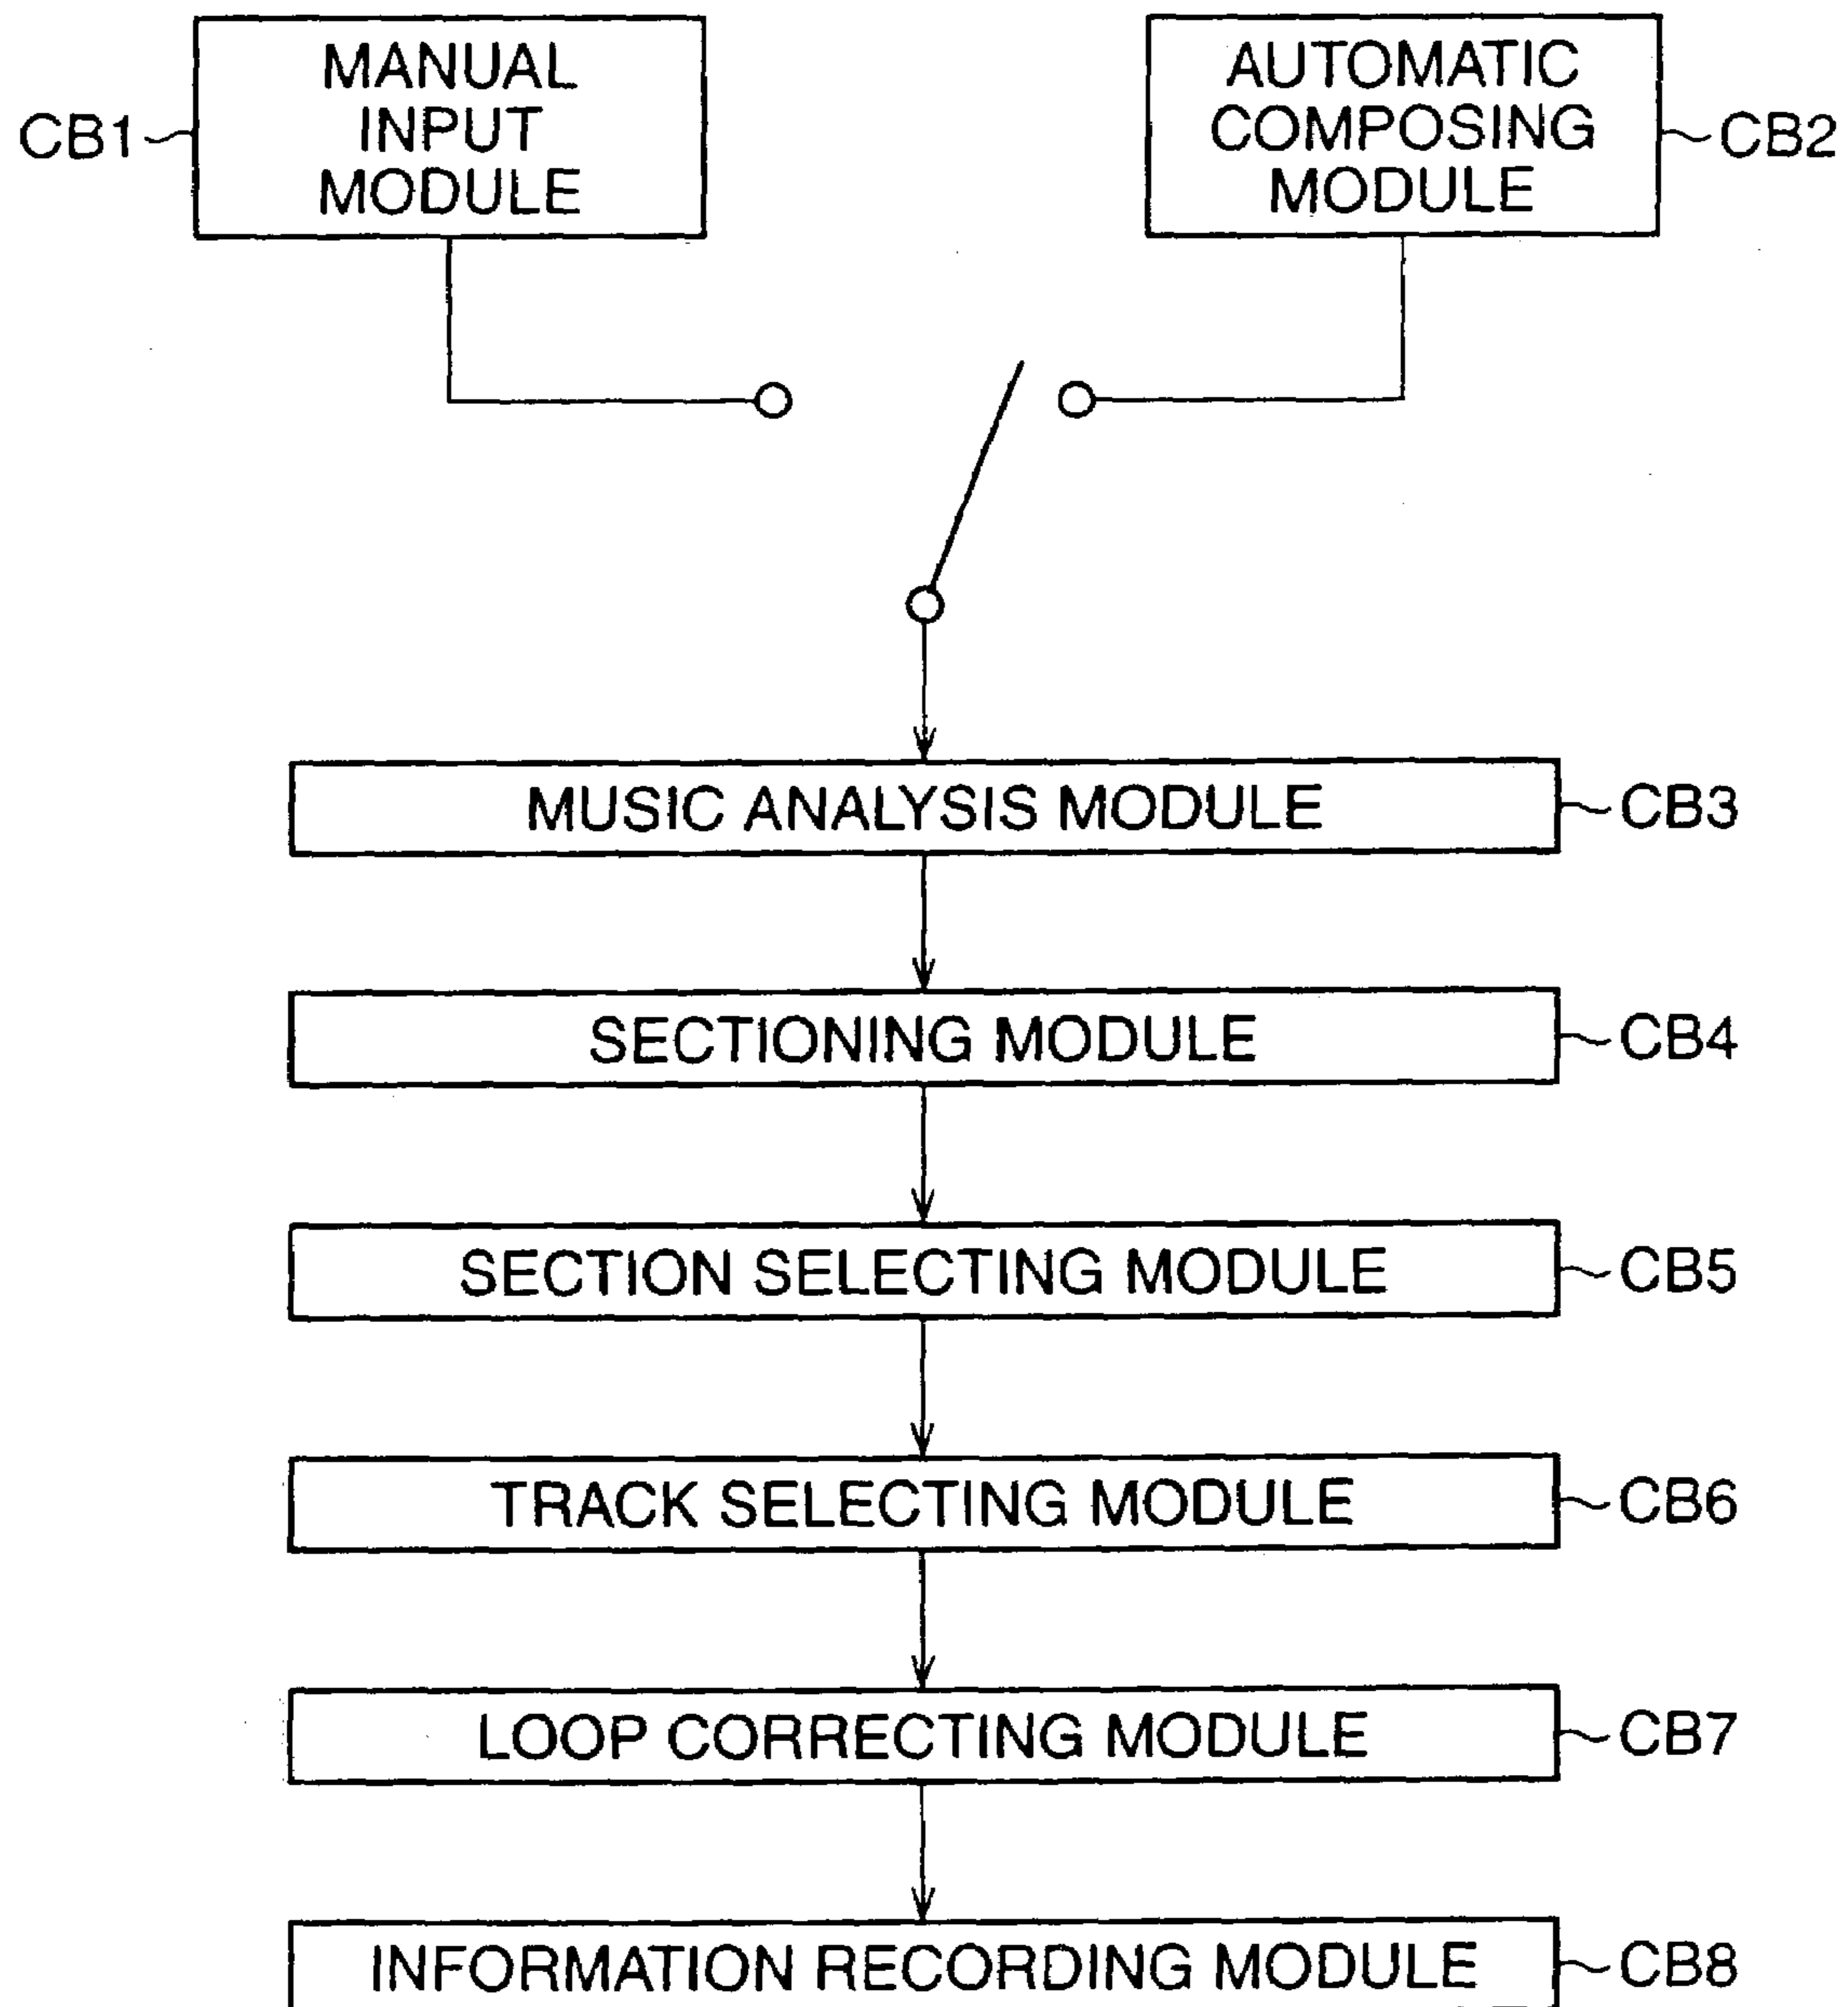 MANUAL
INPUT
MODULE
CB1
AUTOMATIC
COMPOSING
MODULE
CB2
MUSIC ANALYSIS MODULE
CB3
SECTIONING MODULE
CB4
SECTION SELECTING MODULE
CB5
TRACK SELECTING MODULE
CB6
LOOP CORRECTING MODULE
CB7
INFORMATION RECORDING MODULE
CB8